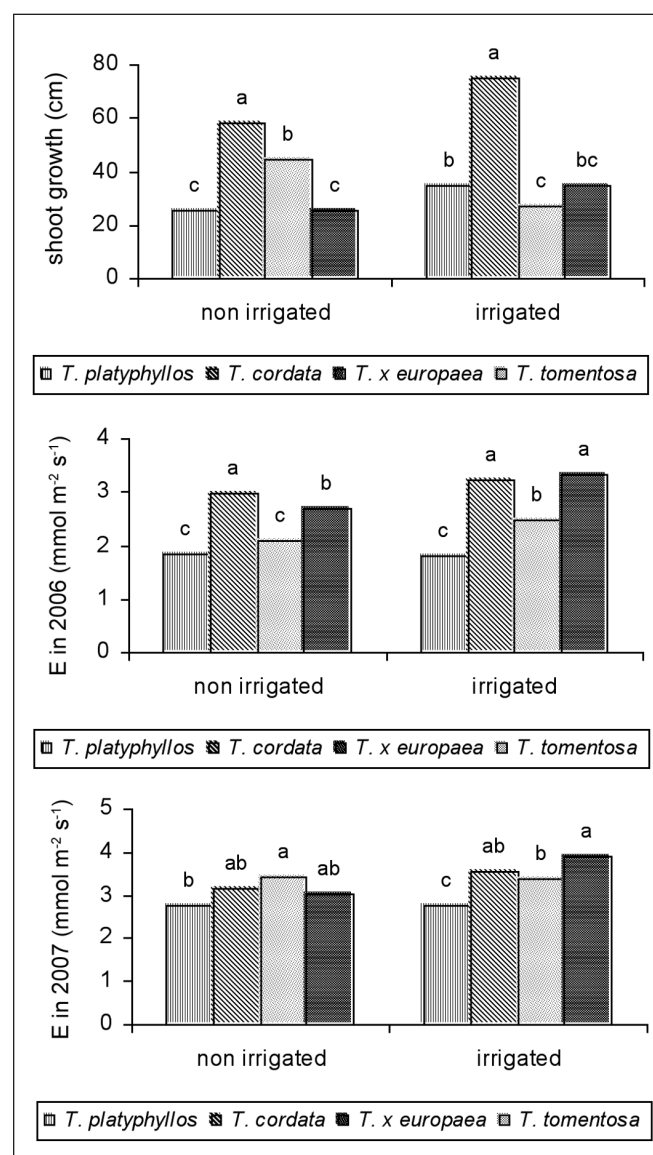 shoot growth (cm)
80
60
40
20
0
c a b c
b a c bc
non irrigated irrigated
T. platyphyllos T. cordata T. x europaea T. tomentosa
E in 2006 (mmol m⁻² s⁻¹)
4
3
2
1
0
c a c b
c a b a
non irrigated irrigated
T. platyphyllos T. cordata T. x europaea T. tomentosa
E in 2007 (mmol m⁻² s⁻¹)
5
4
3
2
1
0
b ab a ab
c ab b a
non irrigated irrigated
T. platyphyllos T. cordata T. x europaea T. tomentosa